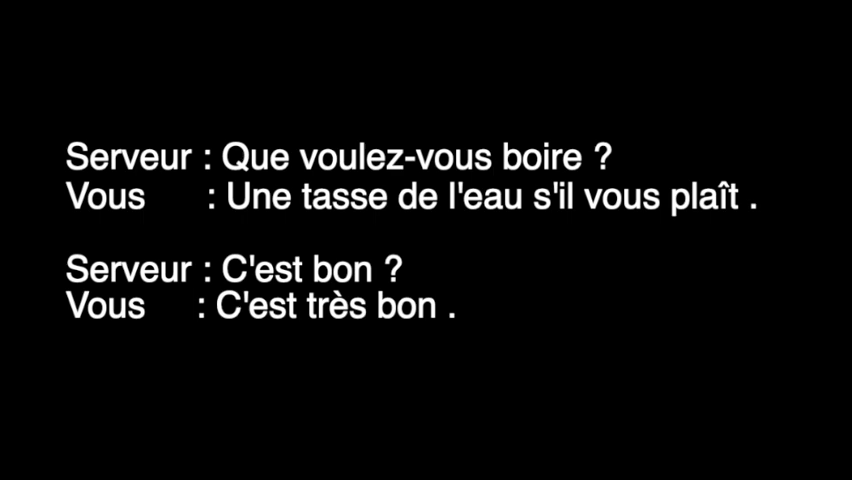 Serveur : Que voulez-vous boire ?
Vous : Une tasse de l'eau s'il vous plaît .
Serveur : C'est bon ?
Vous : C'est très bon .